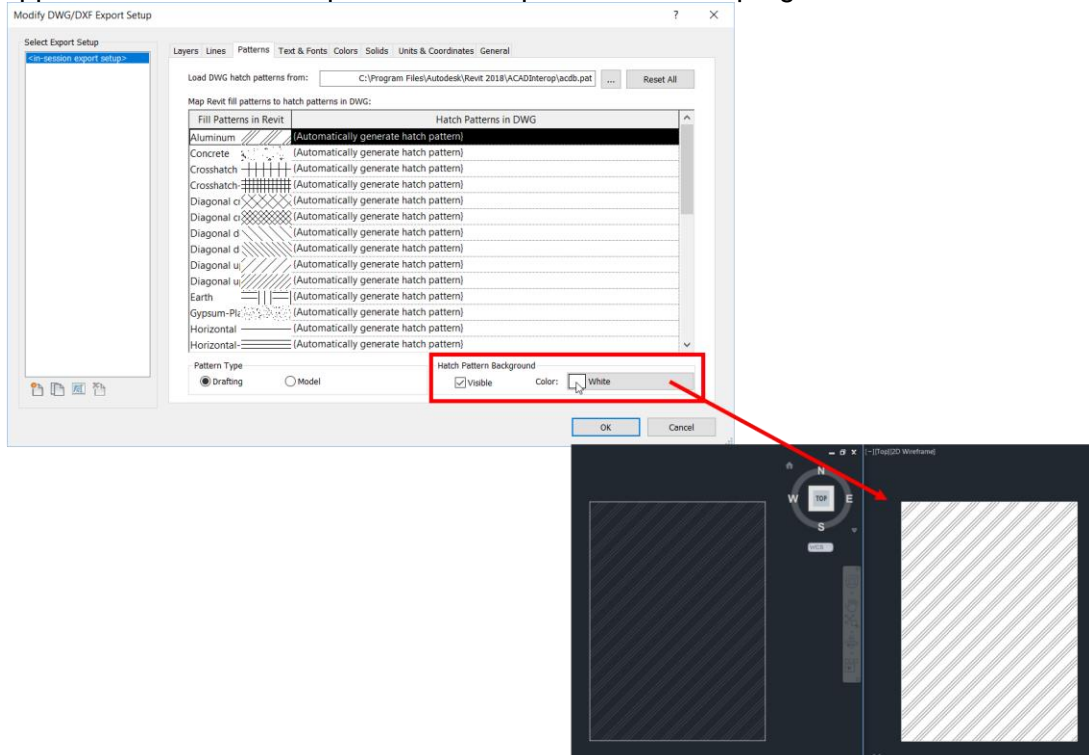 Modify DWG/DXF Export Setup ? ×
Select Export Setup
<in-session export setup>
Layers Lines Patterns Text & Fonts Colors Solids Units & Coordinates General
Load DWG hatch patterns from: C:\Program Files\Autodesk\Revit 2018\ACADInterop\acdb.pat ... Reset All
Map Revit fill patterns to hatch patterns in DWG:
Fill Patterns in Revit Hatch Patterns in DWG
Aluminum {Automatically generate hatch pattern}
Concrete {Automatically generate hatch pattern}
Crosshatch {Automatically generate hatch pattern}
Crosshatch- {Automatically generate hatch pattern}
Diagonal cr {Automatically generate hatch pattern}
Diagonal cr {Automatically generate hatch pattern}
Diagonal d {Automatically generate hatch pattern}
Diagonal d {Automatically generate hatch pattern}
Diagonal u {Automatically generate hatch pattern}
Diagonal u {Automatically generate hatch pattern}
Earth {Automatically generate hatch pattern}
Gypsum-Pla {Automatically generate hatch pattern}
Horizontal {Automatically generate hatch pattern}
Horizontal- {Automatically generate hatch pattern}
Pattern Type Hatch Pattern Background
Drafting Model Visible Color: White
OK Cancel
[−][Top][2D Wireframe]
N
W TOP E
S
WCS